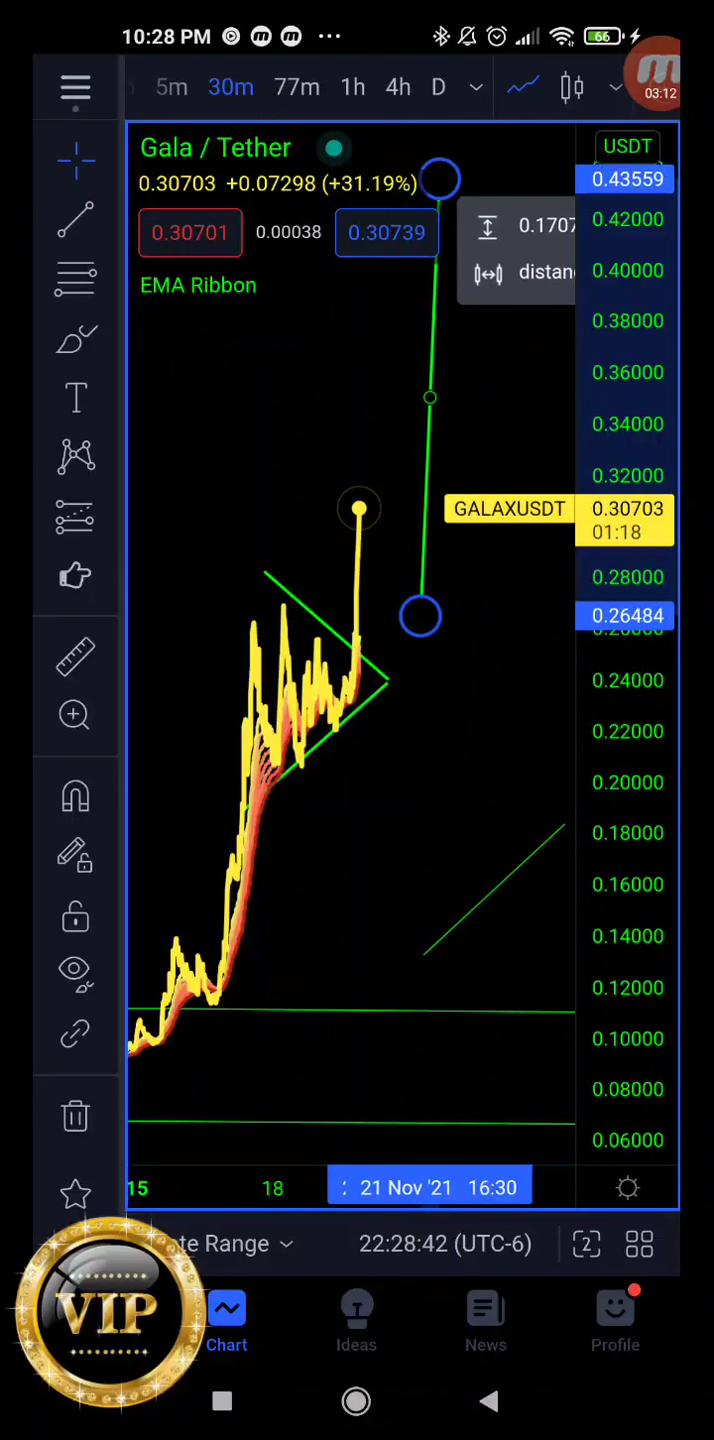 10:28 PM
66
5m 30m 77m 1h 4h D
03:12
Gala / Tether
USDT
0.30703 +0.07298 (+31.19%)
0.43559
0.30701 0.00038 0.30739
0.1707
0.42000
distan
0.40000
EMA Ribbon
0.38000
0.36000
0.34000
0.32000
GALAXUSDT 0.30703
01:18
0.28000
0.26484
0.24000
0.22000
0.20000
0.18000
0.16000
0.14000
0.12000
0.10000
0.08000
0.06000
15 18 21 Nov '21 16:30
te Range 22:28:42 (UTC-6) 2
VIP
Chart Ideas News Profile